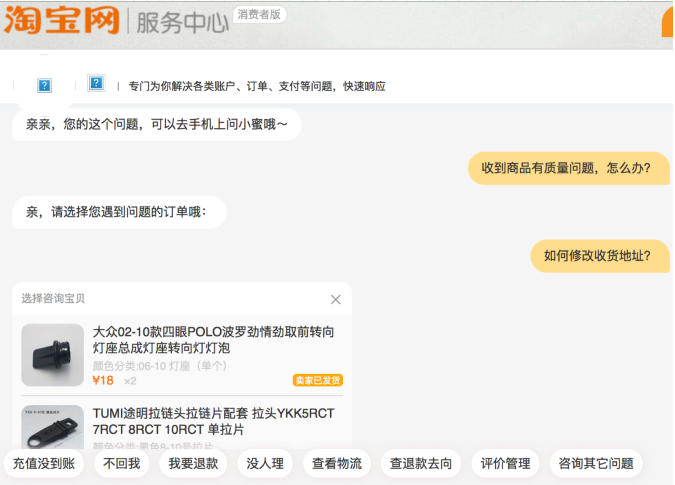 淘宝网 服务中心 消费者版
专门为你解决各类账户、订单、支付等问题，快速响应
亲亲，您的这个问题，可以去手机上问小蜜哦～
收到商品有质量问题，怎么办?
亲，请选择您遇到问题的订单哦：
如何修改收货地址?
选择咨询宝贝
大众02-10款四眼POLO波罗劲情劲取前转向
灯座总成灯座转向灯灯泡
颜色分类:06-10 灯座（单个）
¥18 ×2 卖家已发货
TUMI途明拉链头拉链片配套 拉头YKK5RCT
7RCT 8RCT 10RCT 单拉片
颜色分类:黑色8-10号拉片
充值没到账 不回我 我要退款 没人理 查看物流 查退款去向 评价管理 咨询其它问题